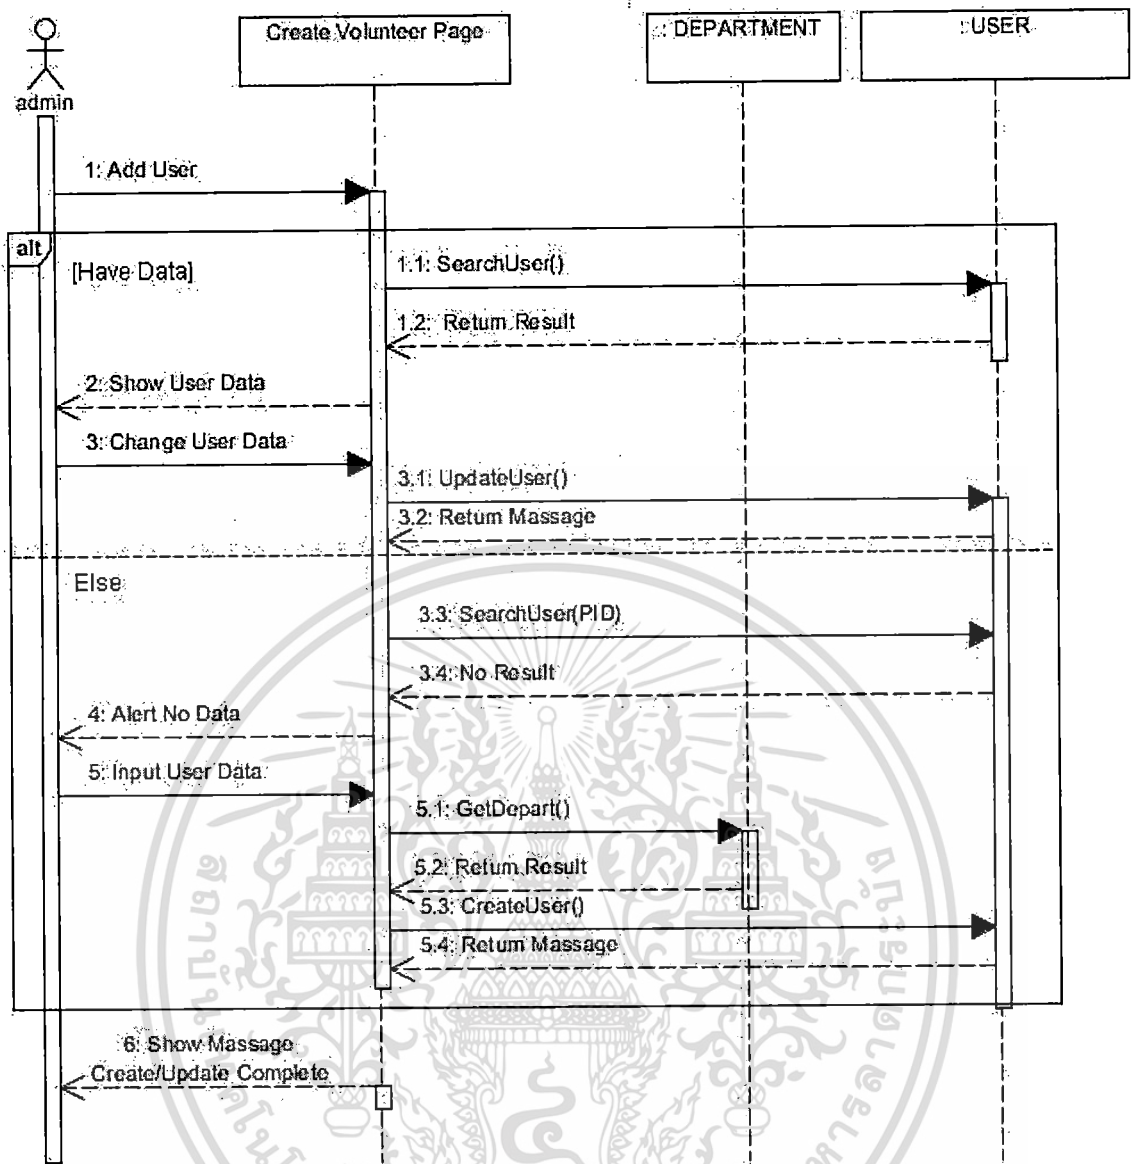 Create Volunteer Page
: DEPARTMENT
: USER
admin
1: Add User
alt
[Have Data]
1.1: SearchUser()
1.2: Return Result
2: Show User Data
3: Change User Data
3.1: UpdateUser()
3.2: Return Massage
Else
3.3: SearchUser(PID)
3.4: No Result
4: Alert No Data
5: Input User Data
5.1: GetDepart()
5.2: Return Result
5.3: CreateUser()
5.4: Return Massage
6: Show Massage
Create/Update Complete